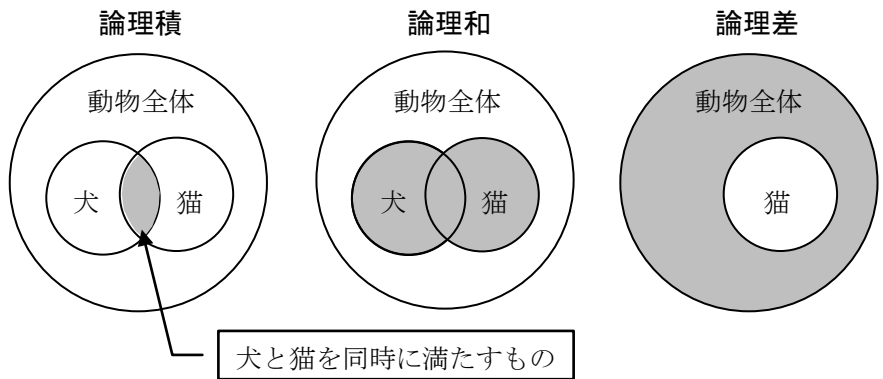 論理積
動物全体
犬
猫
論理和
動物全体
犬
猫
論理差
動物全体
猫
犬と猫を同時に満たすもの